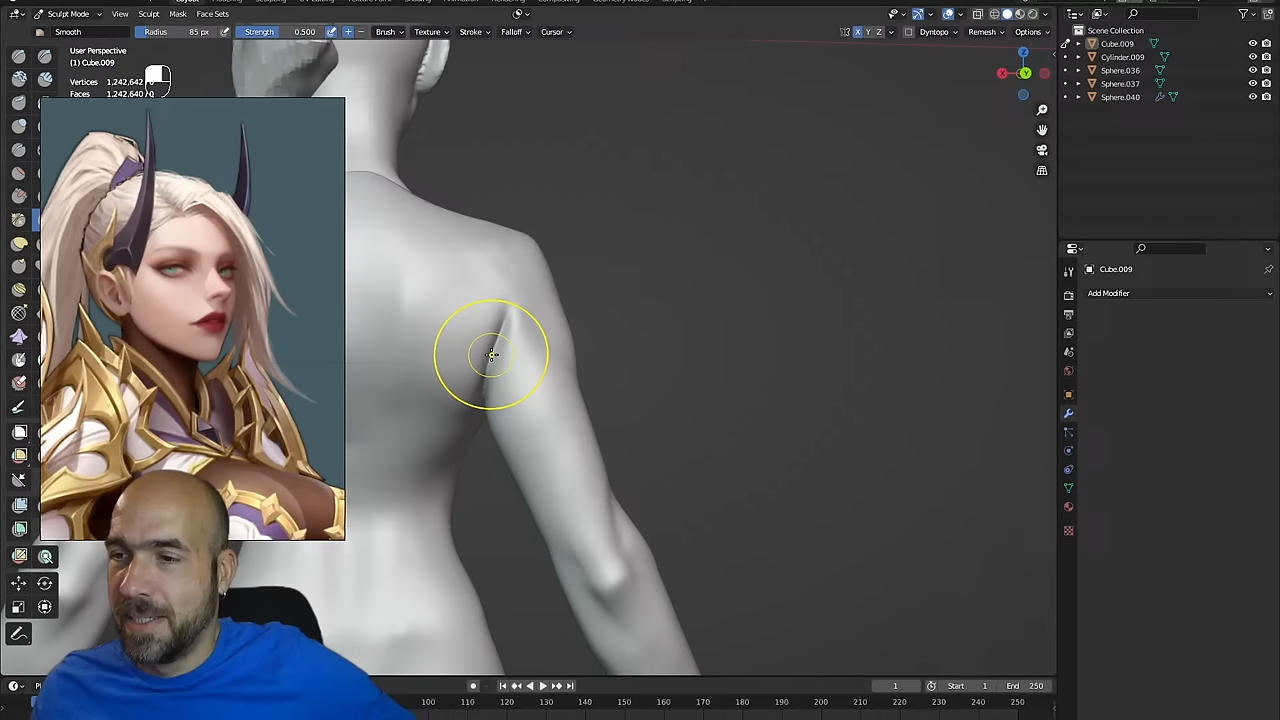 Layout
Sculpt Mode View Sculpt Mask Face Sets
Smooth Radius 85 px Strength 0.500 + − Brush Texture Stroke Falloff Cursor X Y Z Dyntopo Remesh Options
User Perspective
(1) Cube.009
Vertices 1,242,642
Faces 1,242,640
X Y Z
Scene Collection
Cube.009
Cylinder.009
Sphere.036
Sphere.037
Sphere.040
Cube.009
Add Modifier
1 Start 1 End 250
100 110 120 130 140 150 160 170 180 190 200 210 220 230 240 250